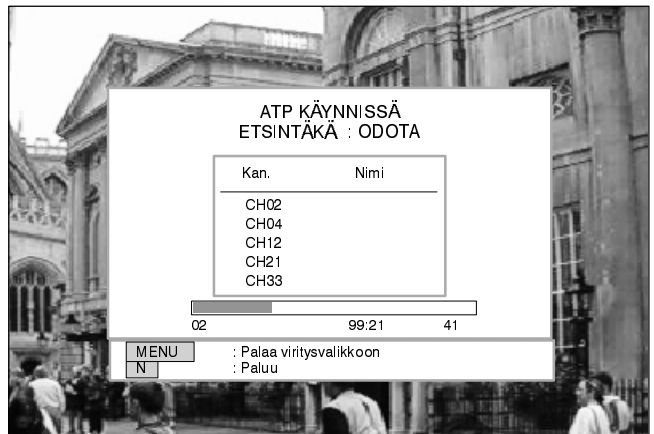 ATP KÄYNNISSÄ
ETSINTÄKÄ : ODOTA
Kan. Nimi
CH02
CH04
CH12
CH21
CH33
02 99:21 41
MENU : Palaa viritysvalikkoon
N : Paluu